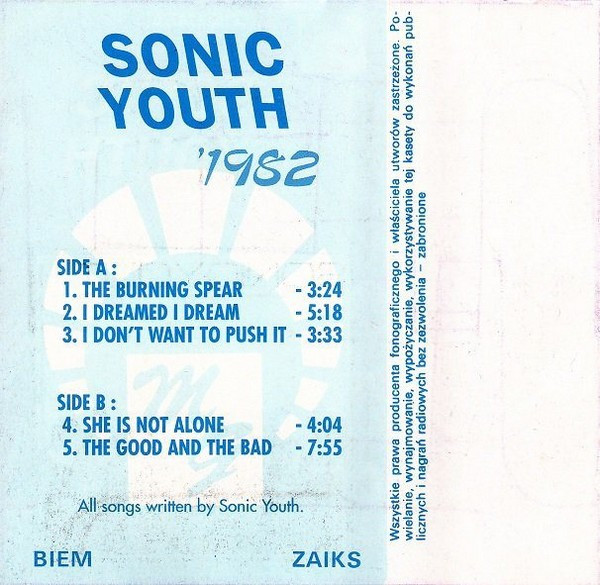 SONIC
YOUTH
'1982
SIDE A :
1. THE BURNING SPEAR - 3:24
2. I DREAMED I DREAM - 5:18
3. I DON'T WANT TO PUSH IT - 3:33
SIDE B :
4. SHE IS NOT ALONE - 4:04
5. THE GOOD AND THE BAD - 7:55
All songs written by Sonic Youth.
BIEM ZAIKS
Wszystkie prawa producenta fonograficznego i właściciela utworów zastrzeżone. Po-
wielanie, wynajmowanie, wypożyczanie, wykorzystywanie tej kasety do wykonań pub-
licznych i nagrań radiowych bez zezwolenia – zabronione